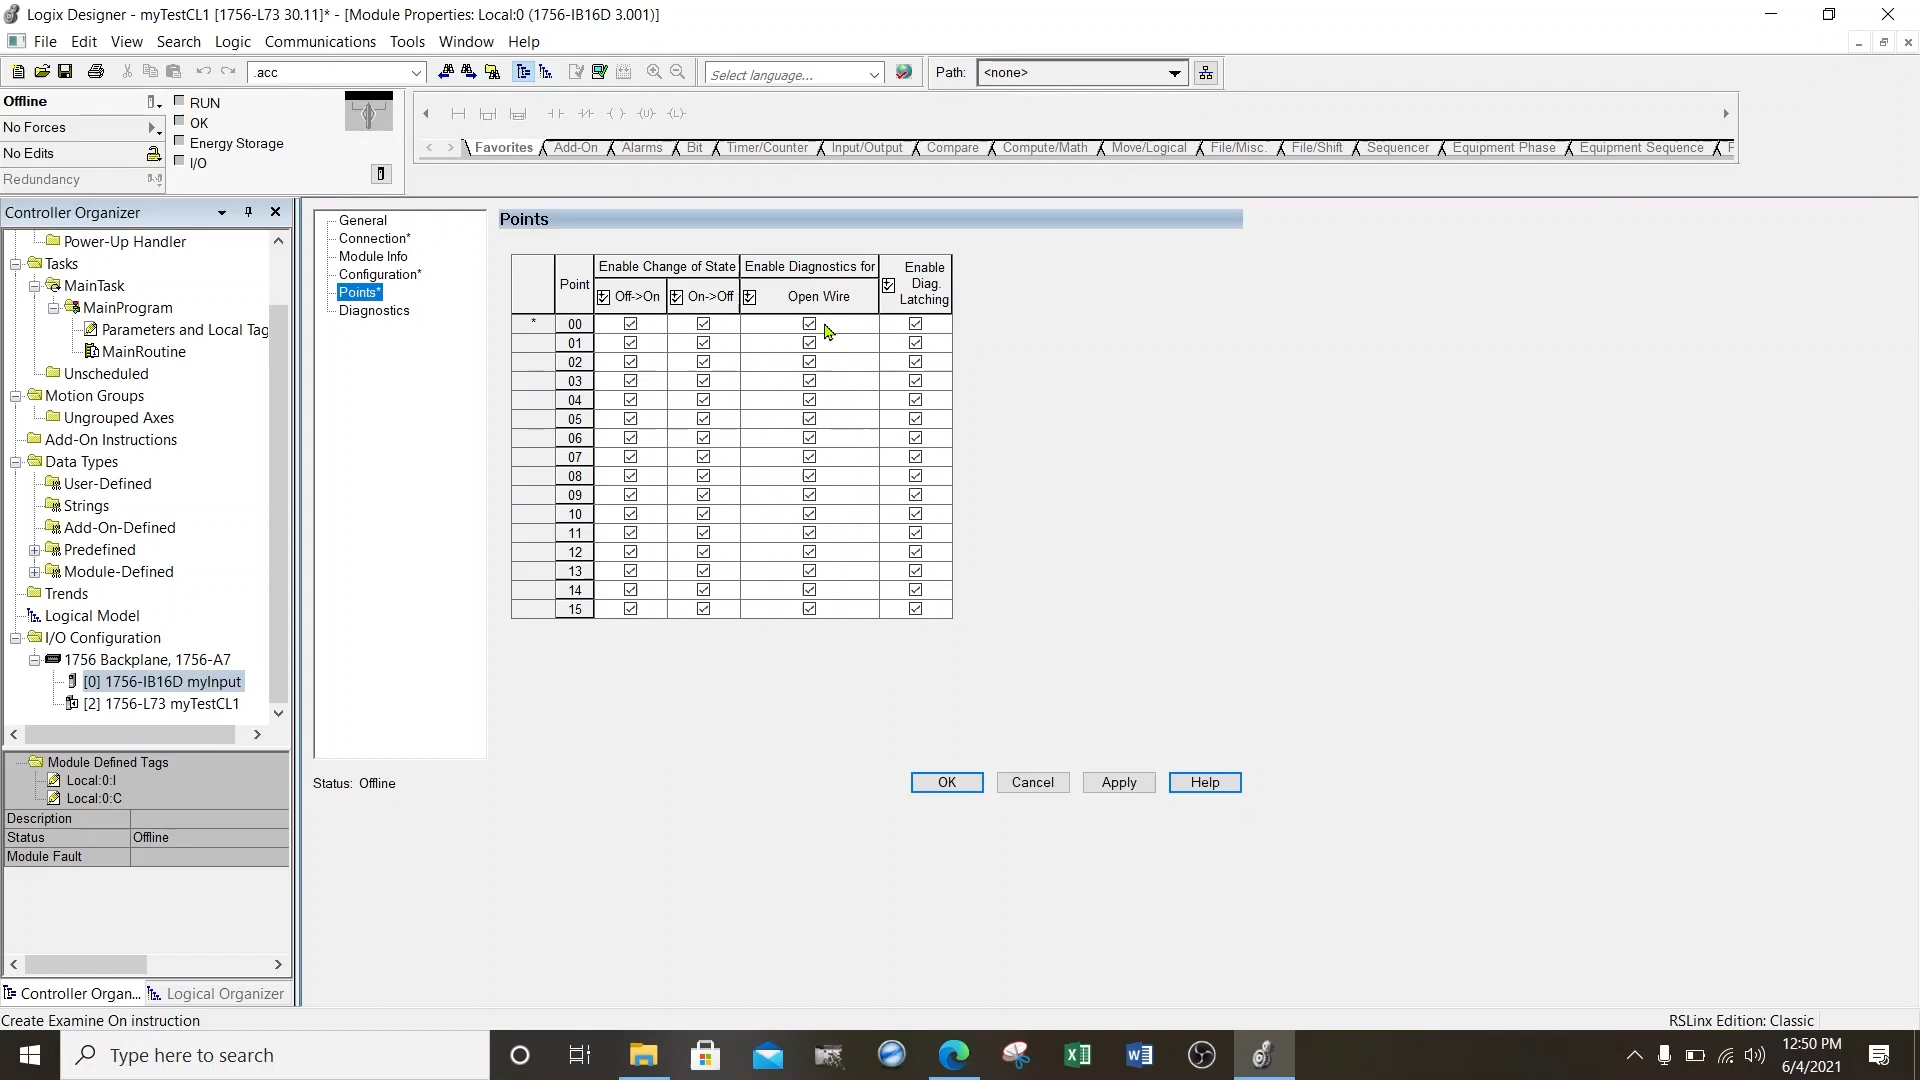 Logix Designer - myTestCL1 [1756-L73 30.11]* - [Module Properties: Local:0 (1756-IB16D 3.001)]
File Edit View Search Logic Communications Tools Window Help
.acc Select language... Path: <none>
Offline RUN
OK
No Forces
Energy Storage
No Edits
I/O
Redundancy
Favorites Add-On Alarms Bit Timer/Counter Input/Output Compare Compute/Math Move/Logical File/Misc. File/Shift Sequencer Equipment Phase Equipment Sequence
Controller Organizer
Power-Up Handler
Tasks
MainTask
MainProgram
Parameters and Local Tag
MainRoutine
Unscheduled
Motion Groups
Ungrouped Axes
Add-On Instructions
Data Types
User-Defined
Strings
Add-On-Defined
Predefined
Module-Defined
Trends
Logical Model
I/O Configuration
1756 Backplane, 1756-A7
[0] 1756-IB16D myInput
[2] 1756-L73 myTestCL1
Module Defined Tags
Local:0:I
Local:0:C
Description
Status Offline
Module Fault
Controller Organ... Logical Organizer
General
Connection*
Module Info
Configuration*
Points*
Diagnostics
Points
Point Enable Change of State Enable Diagnostics for Enable Diag. Latching
Off->On On->Off Open Wire
* 00
01
02
03
04
05
06
07
08
09
10
11
12
13
14
15
Status: Offline
OK Cancel Apply Help
Create Examine On instruction
RSLinx Edition: Classic
Type here to search
12:50 PM
6/4/2021